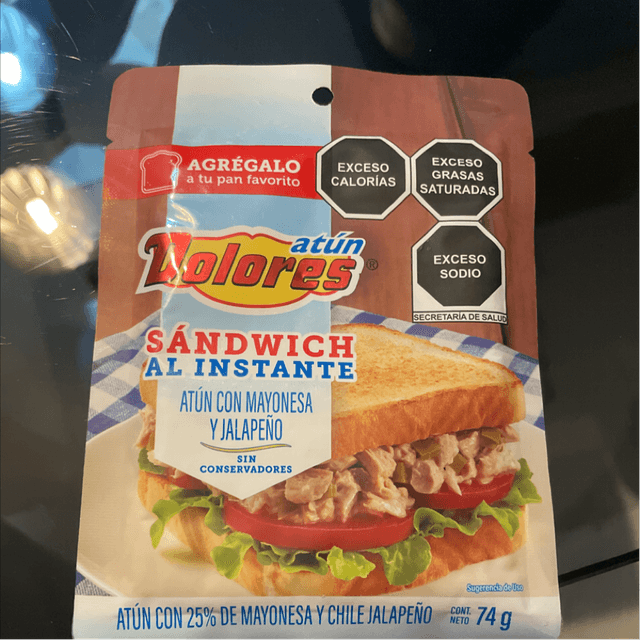 AGRÉGALO
a tu pan favorito
EXCESO
CALORÍAS
EXCESO
GRASAS
SATURADAS
EXCESO
SODIO
SECRETARÍA DE SALUD
atún
Dolores®
SÁNDWICH
AL INSTANTE
ATÚN CON MAYONESA
Y JALAPEÑO
SIN
CONSERVADORES
Sugerencia de Uso
ATÚN CON 25% DE MAYONESA Y CHILE JALAPEÑO
CONT.
NETO 74 g